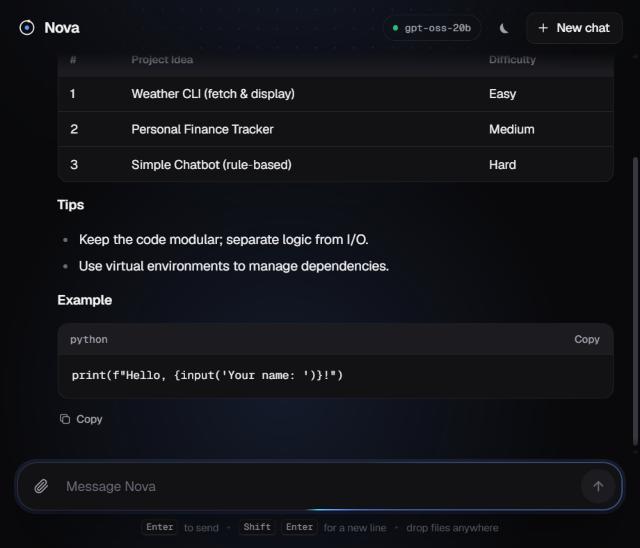 Nova
gpt-oss-20b
New chat
# Project Idea Difficulty
1 Weather CLI (fetch & display) Easy
2 Personal Finance Tracker Medium
3 Simple Chatbot (rule-based) Hard
Tips
• Keep the code modular; separate logic from I/O.
• Use virtual environments to manage dependencies.
Example
python Copy
print(f"Hello, {input('Your name: ')}!")
Copy
Message Nova
Enter to send • Shift Enter for a new line • drop files anywhere